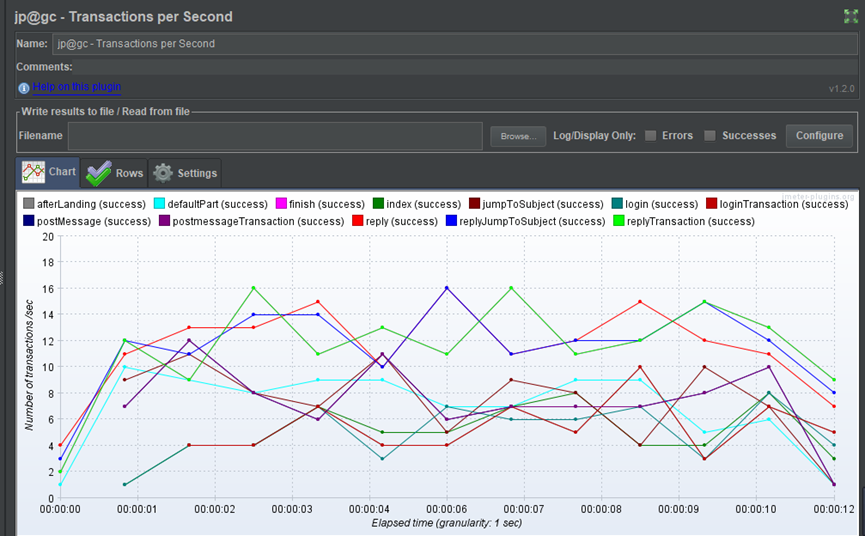 jp@gc - Transactions per Second
Name: jp@gc - Transactions per Second
Comments:
Help on this plugin v1.2.0
Write results to file / Read from file
Filename Browse... Log/Display Only: Errors Successes Configure
Chart Rows Settings
jmeter-plugins.org
afterLanding (success) defaultPart (success) finish (success) index (success) jumpToSubject (success) login (success) loginTransaction (success)
postMessage (success) postmessageTransaction (success) reply (success) replyJumpToSubject (success) replyTransaction (success)
20
18
16
14
12
10
8
6
4
2
0
Number of transactions /sec
00:00:00 00:00:01 00:00:02 00:00:03 00:00:04 00:00:06 00:00:07 00:00:08 00:00:09 00:00:10 00:00:12
Elapsed time (granularity: 1 sec)